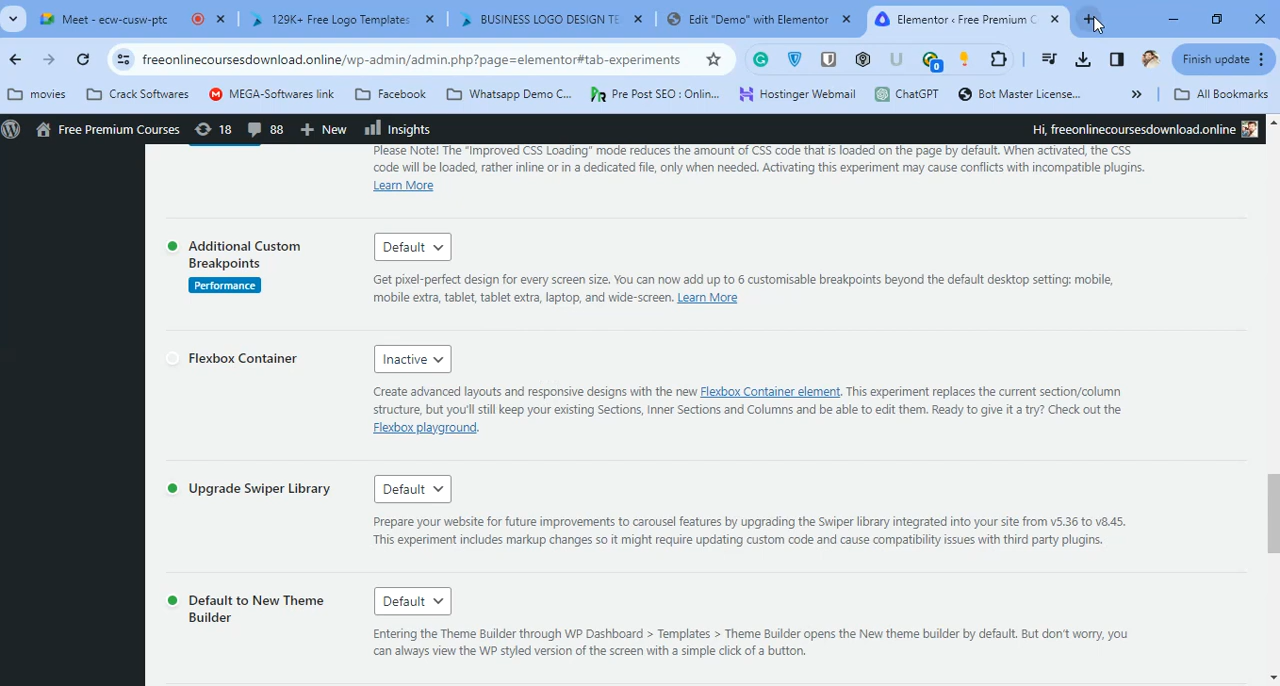 Meet - ecw-cusw-ptc
129K+ Free Logo Templates
BUSINESS LOGO DESIGN TE
Edit "Demo" with Elementor
Elementor ‹ Free Premium C
freeonlinecoursesdownload.online/wp-admin/admin.php?page=elementor#tab-experiments
0
Finish update
movies
Crack Softwares
MEGA-Softwares link
Facebook
Whatsapp Demo C...
Pre Post SEO : Onlin...
Hostinger Webmail
ChatGPT
Bot Master License...
»
All Bookmarks
Free Premium Courses
18
88
New
Insights
Hi, freeonlinecoursesdownload.online
Please Note! The "Improved CSS Loading" mode reduces the amount of CSS code that is loaded on the page by default. When activated, the CSS
code will be loaded, rather inline or in a dedicated file, only when needed. Activating this experiment may cause conflicts with incompatible plugins.
Learn More
Additional Custom
Breakpoints
Performance
Default
Get pixel-perfect design for every screen size. You can now add up to 6 customisable breakpoints beyond the default desktop setting: mobile,
mobile extra, tablet, tablet extra, laptop, and wide-screen. Learn More
Flexbox Container
Inactive
Create advanced layouts and responsive designs with the new Flexbox Container element. This experiment replaces the current section/column
structure, but you'll still keep your existing Sections, Inner Sections and Columns and be able to edit them. Ready to give it a try? Check out the
Flexbox playground.
Upgrade Swiper Library
Default
Prepare your website for future improvements to carousel features by upgrading the Swiper library integrated into your site from v5.36 to v8.45.
This experiment includes markup changes so it might require updating custom code and cause compatibility issues with third party plugins.
Default to New Theme
Builder
Default
Entering the Theme Builder through WP Dashboard > Templates > Theme Builder opens the New theme builder by default. But don't worry, you
can always view the WP styled version of the screen with a simple click of a button.